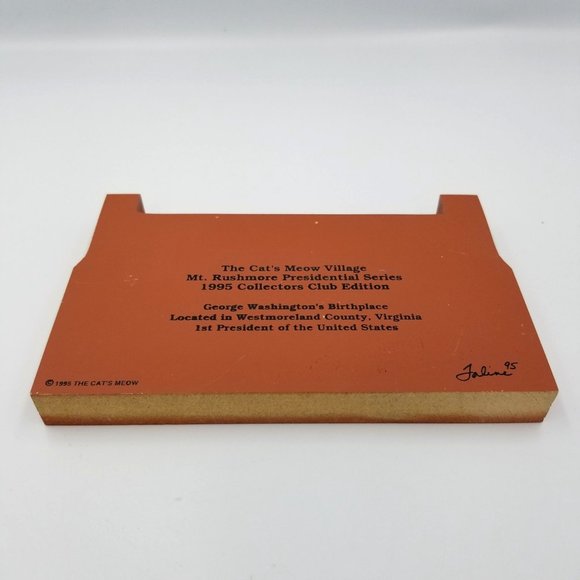 The Cat's Meow Village
Mt. Rushmore Presidential Series
1995 Collectors Club Edition
George Washington's Birthplace
Located in Westmoreland County, Virginia
1st President of the United States
© 1995 THE CAT'S MEOW
Faline 95